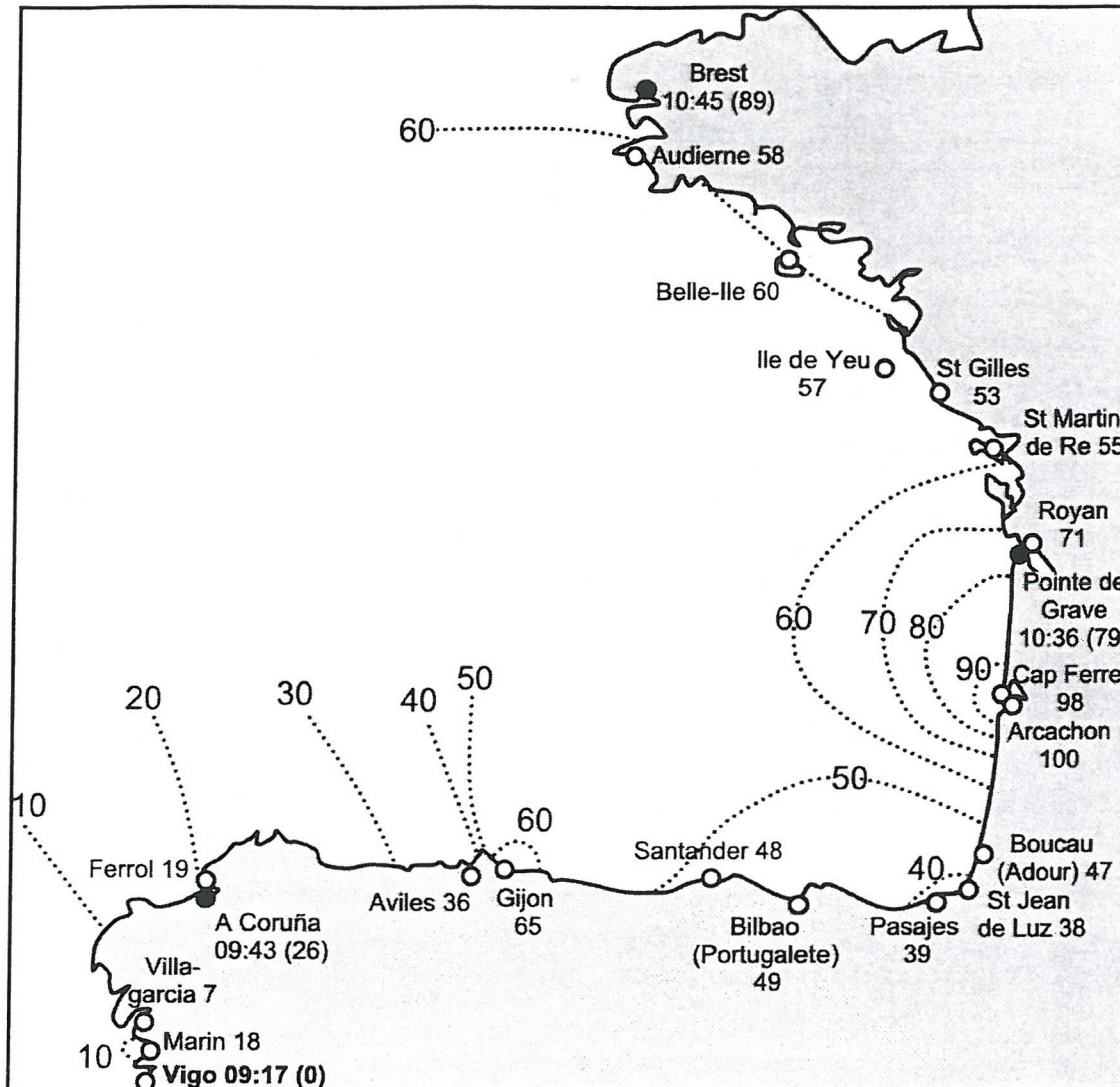 Brest
10:45 (89)
60
Audierne 58
Belle-Ile 60
Ile de Yeu
57
St Gilles
53
St Martin
de Re 55
Royan
71
Pointe de
Grave
10:36 (79
60
70
80
90
Cap Ferre
98
Arcachon
100
50
60
50
40
30
20
10
Ferrol 19
A Coruña
09:43 (26)
Aviles 36
Gijon
65
Santander 48
Bilbao
(Portugalete)
49
Pasajes
39
40
Boucau
(Adour) 47
St Jean
de Luz 38
Villa-
garcia 7
10
Marin 18
Vigo 09:17 (0)